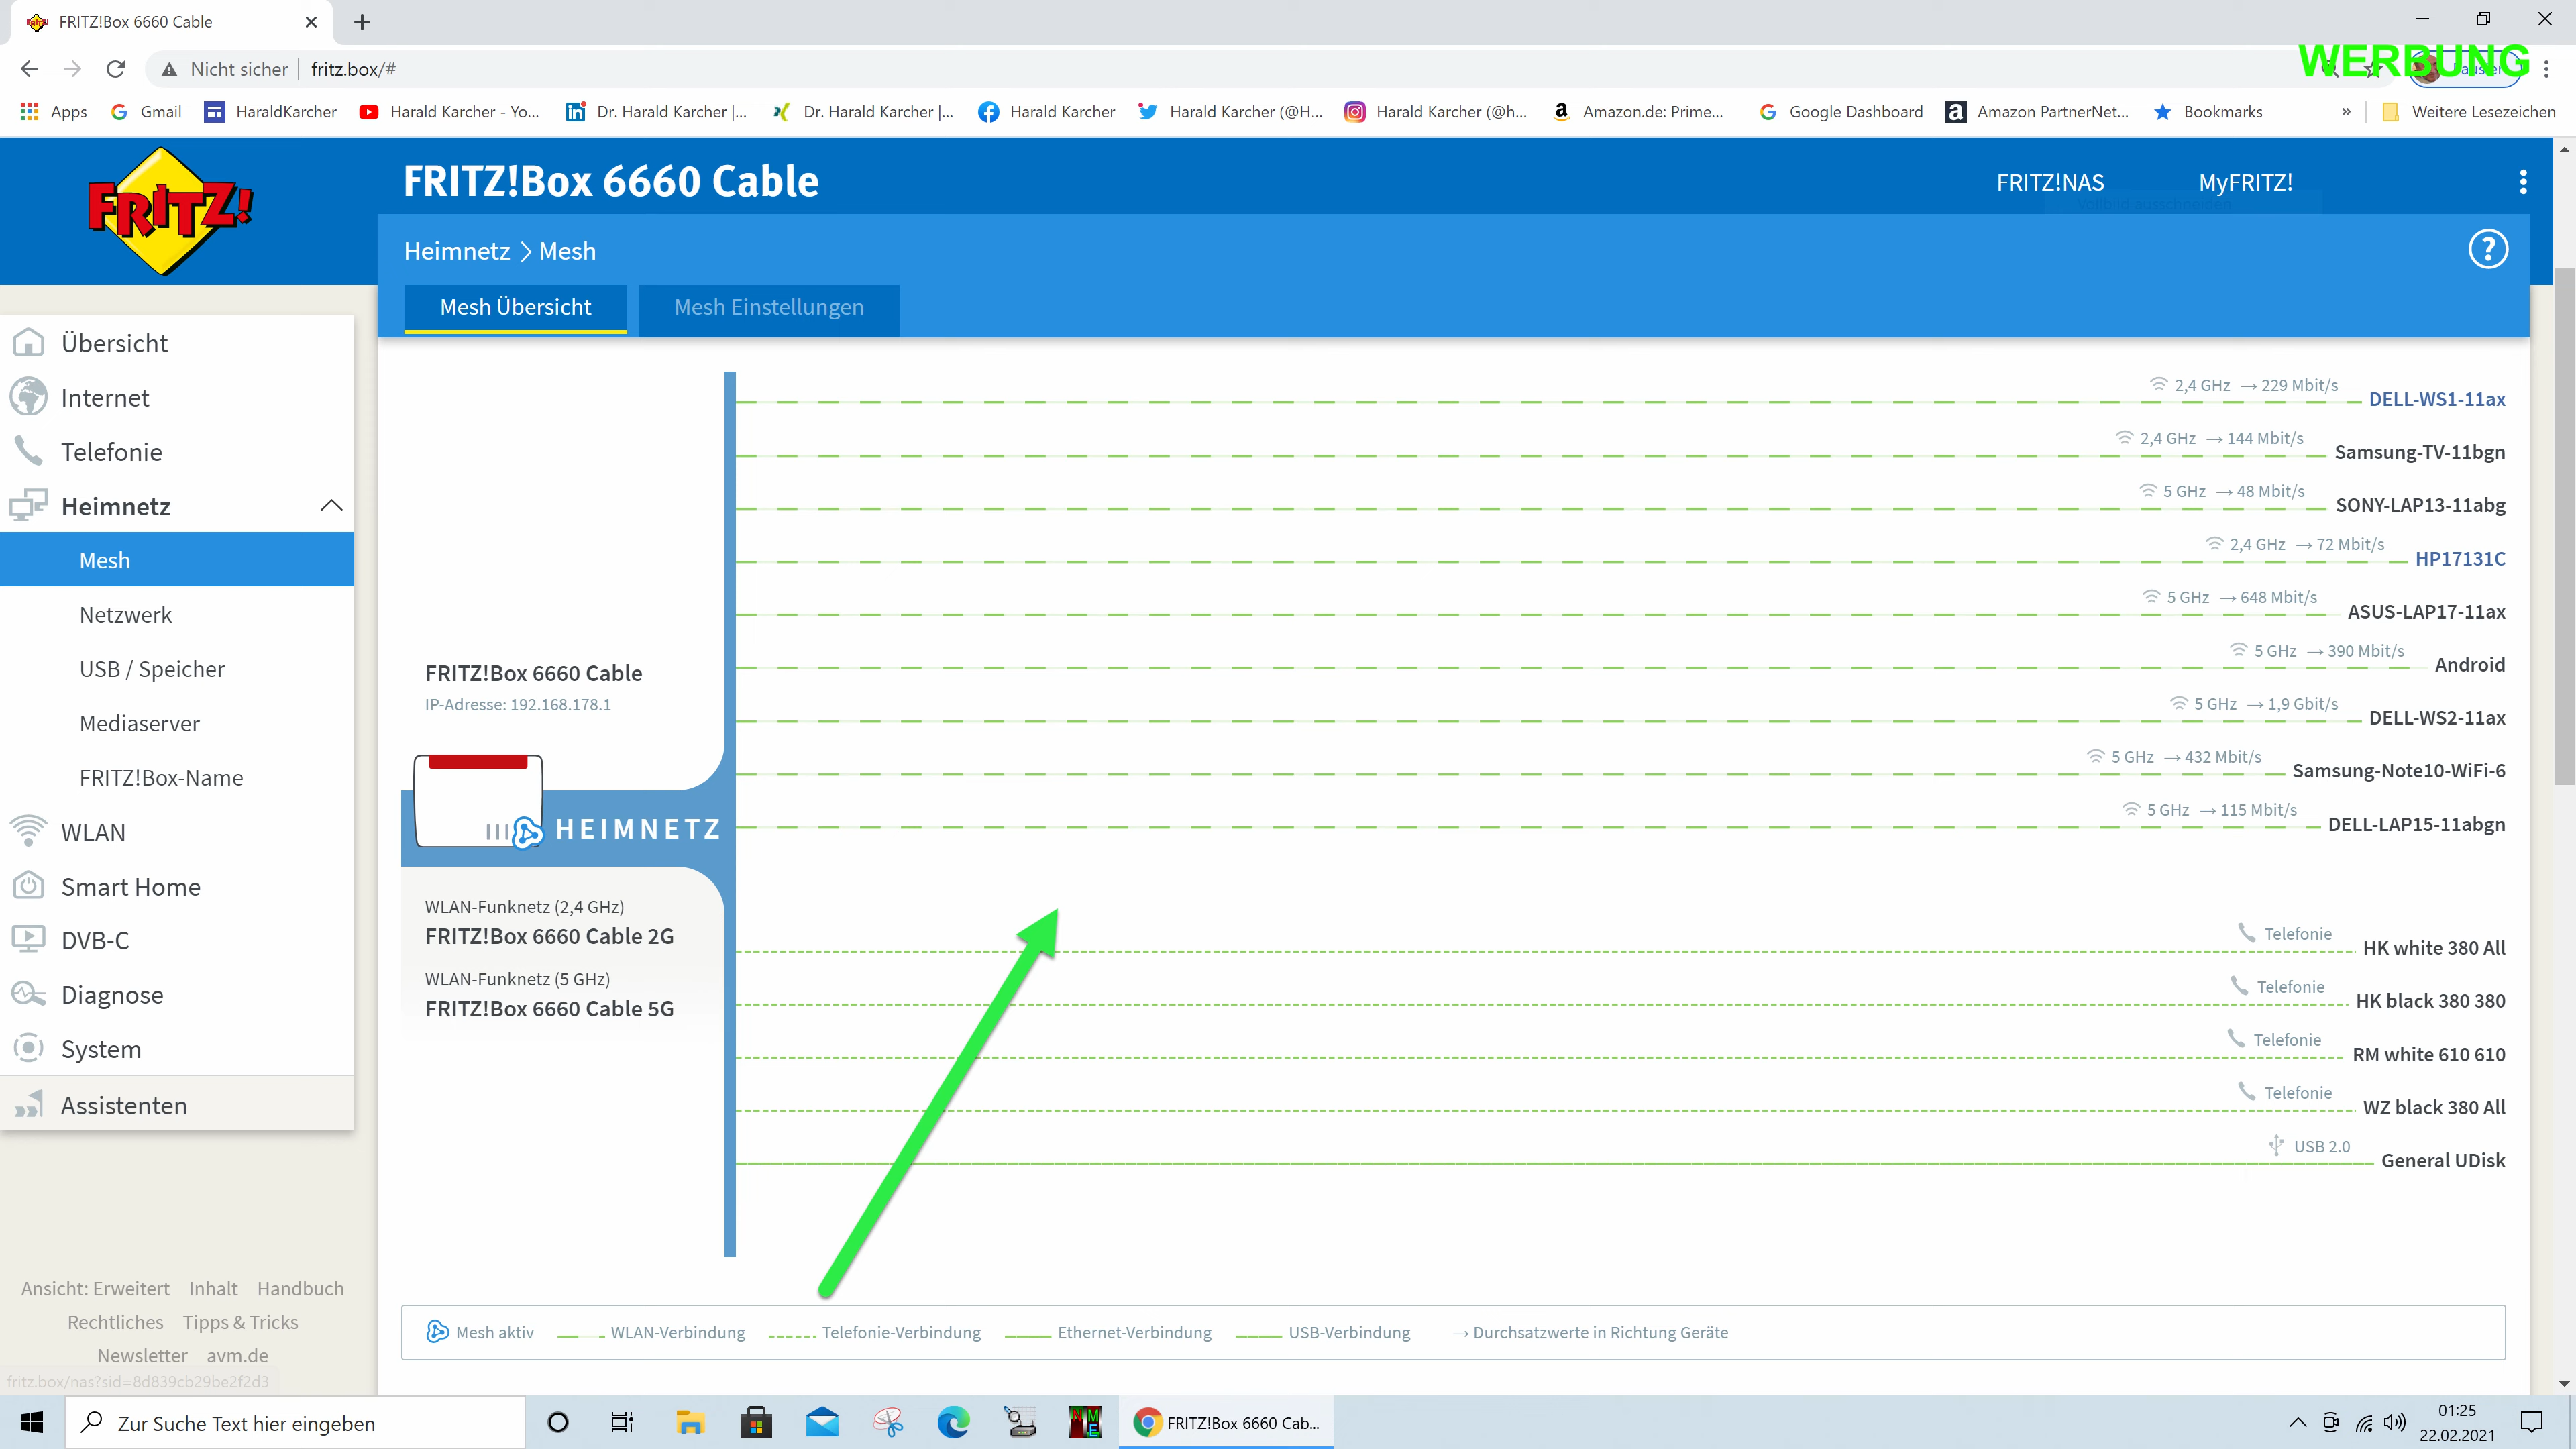 FRITZ!Box 6660 Cable
Nicht sicher | fritz.box/#
WERBUNG
Apps Gmail HaraldKarcher Harald Karcher - Yo... Dr. Harald Karcher |... Dr. Harald Karcher |... Harald Karcher Harald Karcher (@H... Harald Karcher (@h... Amazon.de: Prime... Google Dashboard Amazon PartnerNet... Bookmarks » Weitere Lesezeichen
FRITZ!
FRITZ!Box 6660 Cable
FRITZ!NAS MyFRITZ!
Vollbild ausschneiden
Heimnetz > Mesh
?
Mesh Übersicht Mesh Einstellungen
Übersicht
Internet
Telefonie
Heimnetz
Mesh
Netzwerk
USB / Speicher
Mediaserver
FRITZ!Box-Name
WLAN
Smart Home
DVB-C
Diagnose
System
Assistenten
Ansicht: Erweitert Inhalt Handbuch
Rechtliches Tipps & Tricks
Newsletter avm.de
fritz.box/nas?sid=8d839cb29be2f2d3
FRITZ!Box 6660 Cable
IP-Adresse: 192.168.178.1
HEIMNETZ
WLAN-Funknetz (2,4 GHz)
FRITZ!Box 6660 Cable 2G
WLAN-Funknetz (5 GHz)
FRITZ!Box 6660 Cable 5G
2,4 GHz → 229 Mbit/s
DELL-WS1-11ax
2,4 GHz → 144 Mbit/s
Samsung-TV-11bgn
5 GHz → 48 Mbit/s
SONY-LAP13-11abg
2,4 GHz → 72 Mbit/s
HP17131C
5 GHz → 648 Mbit/s
ASUS-LAP17-11ax
5 GHz → 390 Mbit/s
Android
5 GHz → 1,9 Gbit/s
DELL-WS2-11ax
5 GHz → 432 Mbit/s
Samsung-Note10-WiFi-6
5 GHz → 115 Mbit/s
DELL-LAP15-11abgn
Telefonie
HK white 380 All
Telefonie
HK black 380 380
Telefonie
RM white 610 610
Telefonie
WZ black 380 All
USB 2.0
General UDisk
Mesh aktiv WLAN-Verbindung Telefonie-Verbindung Ethernet-Verbindung USB-Verbindung → Durchsatzwerte in Richtung Geräte
Zur Suche Text hier eingeben
FRITZ!Box 6660 Cab...
01:25
22.02.2021